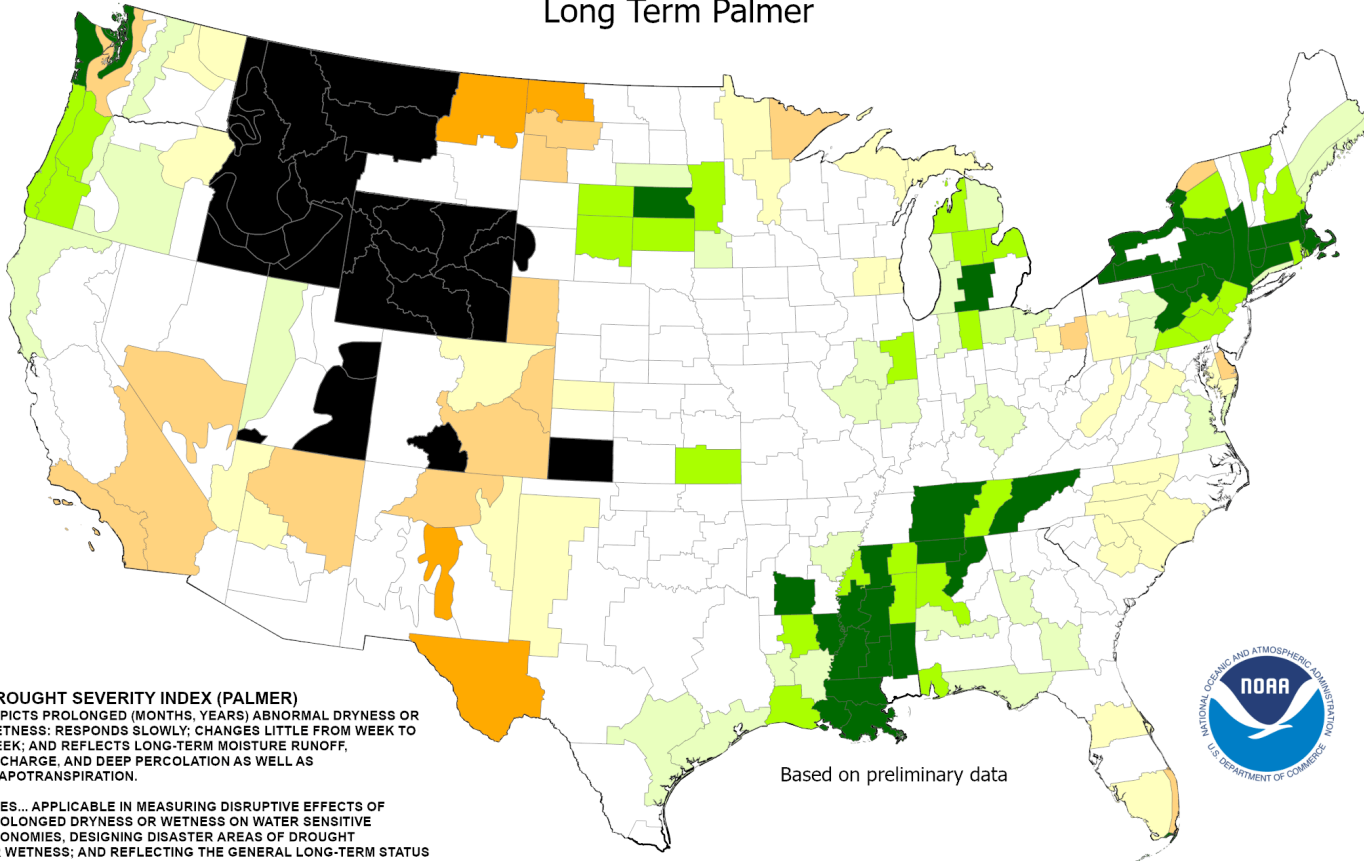 Long Term Palmer
ROUGHT SEVERITY INDEX (PALMER)
PICTS PROLONGED (MONTHS, YEARS) ABNORMAL DRYNESS OR
ETNESS: RESPONDS SLOWLY; CHANGES LITTLE FROM WEEK TO
EEK; AND REFLECTS LONG-TERM MOISTURE RUNOFF,
CHARGE, AND DEEP PERCOLATION AS WELL AS
APOTRANSPIRATION.
ES... APPLICABLE IN MEASURING DISRUPTIVE EFFECTS OF
OLONGED DRYNESS OR WETNESS ON WATER SENSITIVE
ONOMIES, DESIGNING DISASTER AREAS OF DROUGHT
R WETNESS; AND REFLECTING THE GENERAL LONG-TERM STATUS
Based on preliminary data
NATIONAL OCEANIC AND ATMOSPHERIC ADMINISTRATION
NOAA
U.S. DEPARTMENT OF COMMERCE